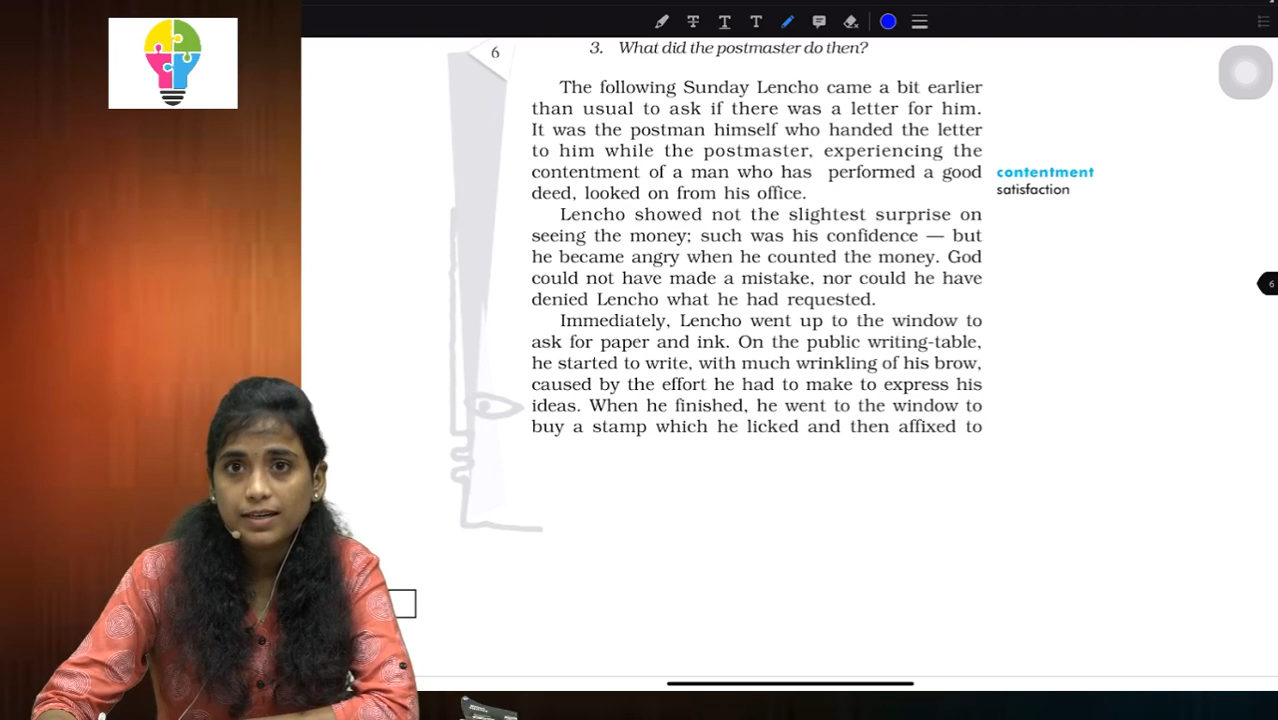 6
3. What did the postmaster do then?
The following Sunday Lencho came a bit earlier
than usual to ask if there was a letter for him.
It was the postman himself who handed the letter
to him while the postmaster, experiencing the
contentment of a man who has performed a good
deed, looked on from his office.
contentment
satisfaction
Lencho showed not the slightest surprise on
seeing the money; such was his confidence — but
he became angry when he counted the money. God
could not have made a mistake, nor could he have
denied Lencho what he had requested.
Immediately, Lencho went up to the window to
ask for paper and ink. On the public writing-table,
he started to write, with much wrinkling of his brow,
caused by the effort he had to make to express his
ideas. When he finished, he went to the window to
buy a stamp which he licked and then affixed to
6